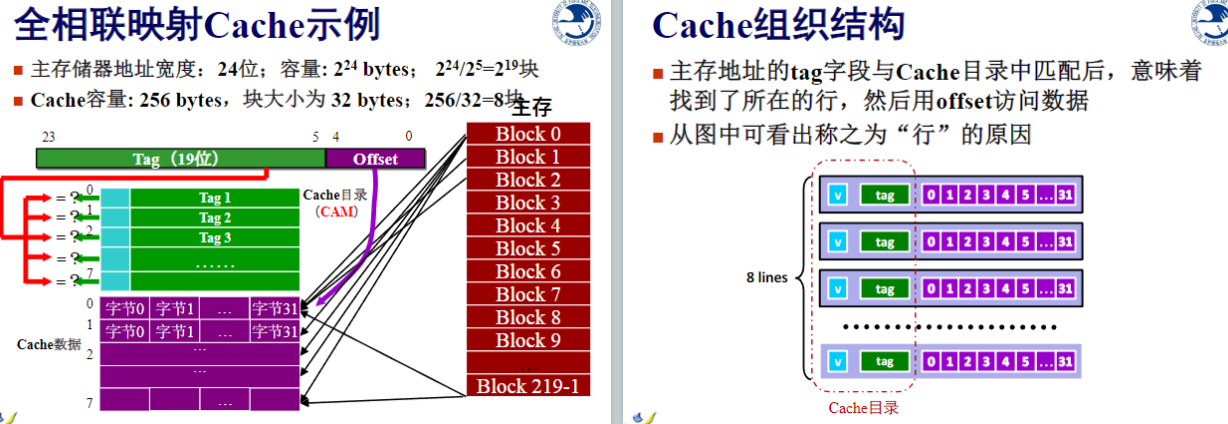 全相联映射Cache示例
主存储器地址宽度：24位；容量: 2²⁴ bytes； 2²⁴/2⁵=2¹⁹块
Cache容量: 256 bytes，块大小为 32 bytes；256/32=8块
主存
23 5 4 0
Tag（19位） Offset
Cache目录
（CAM）
= ? 0 Tag 1
= ? 1 Tag 2
= ? 2 Tag 3
= ? ......
= ? 7
Cache数据
0 字节0 字节1 ... 字节31
1 字节0 字节1 ... 字节31
2 ...
...
7 ...
Block 0
Block 1
Block 2
Block 3
Block 4
Block 5
Block 6
Block 7
Block 8
Block 9
...
Block 219-1
Cache组织结构
主存地址的tag字段与Cache目录中匹配后，意味着
找到了所在的行，然后用offset访问数据
从图中可看出称之为“行”的原因
8 lines
v tag 0 1 2 3 4 5 ... 31
v tag 0 1 2 3 4 5 ... 31
v tag 0 1 2 3 4 5 ... 31
v tag 0 1 2 3 4 5 ... 31
Cache目录